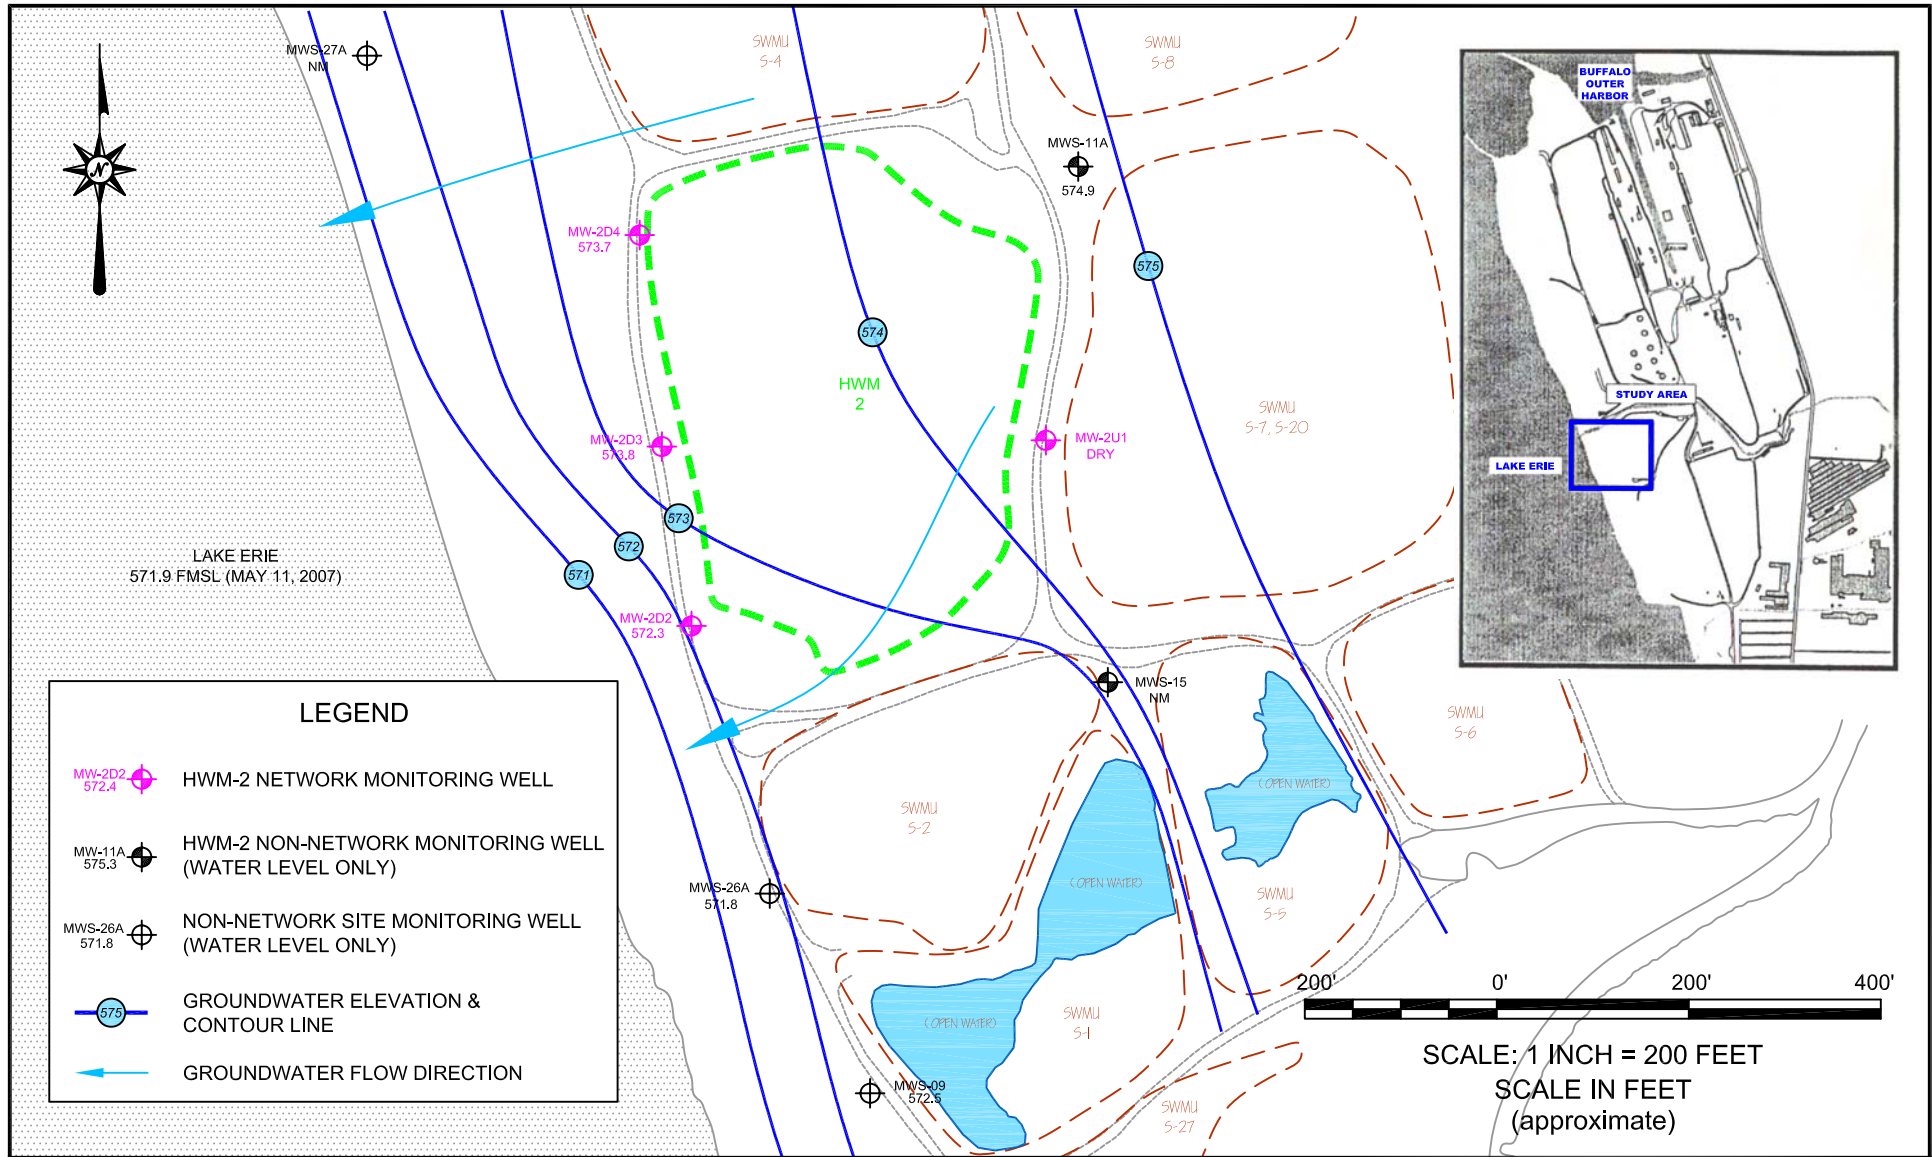 MWS-27A
NM
SWMU
S-4
SWMU
S-8
BUFFALO
OUTER
HARBOR
N
MWS-11A
574.9
MW-2D4
573.7
575
574
HWM
2
STUDY AREA
SWMU
S-7, S-20
MW-2D3
573.8
MW-2U1
DRY
LAKE ERIE
573
572
571
LAKE ERIE
571.9 FMSL (MAY 11, 2007)
MW-2D2
572.3
MWS-15
NM
SWMU
S-6
LEGEND
MW-2D2
572.4
HWM-2 NETWORK MONITORING WELL
MW-11A
575.3
HWM-2 NON-NETWORK MONITORING WELL
(WATER LEVEL ONLY)
MWS-26A
571.8
NON-NETWORK SITE MONITORING WELL
(WATER LEVEL ONLY)
575
GROUNDWATER ELEVATION &
CONTOUR LINE
GROUNDWATER FLOW DIRECTION
(OPEN WATER)
SWMU
S-2
(OPEN WATER)
MWS-26A
571.8
SWMU
S-5
(OPEN WATER)
SWMU
S-1
MWS-09
572.5
SWMU
S-27
200'
0'
200'
400'
SCALE: 1 INCH = 200 FEET
SCALE IN FEET
(approximate)